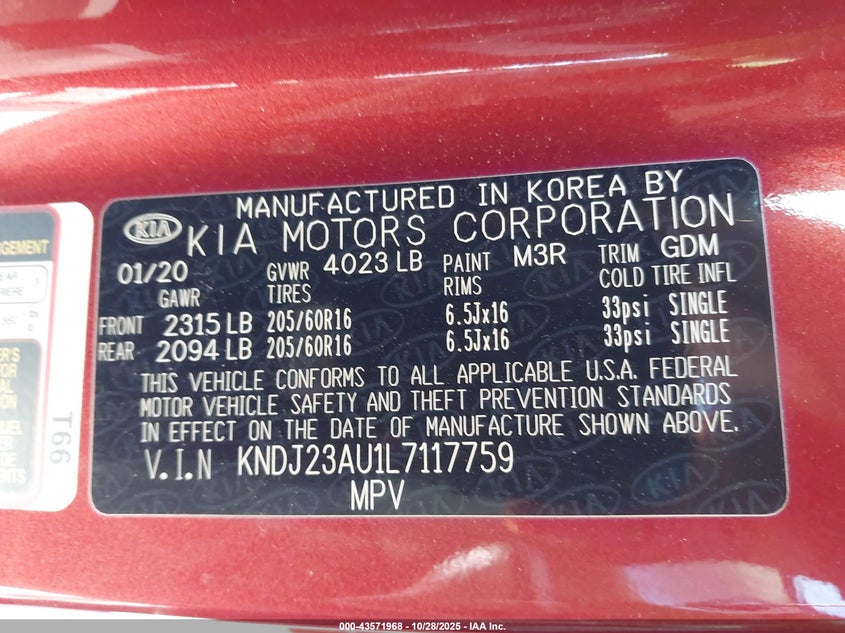 MANUFACTURED IN KOREA BY
KIA KIA MOTORS CORPORATION
01/20 GVWR 4023 LB PAINT M3R TRIM GDM
GAWR TIRES RIMS COLD TIRE INFL
FRONT 2315 LB 205/60R16 6.5Jx16 33psi SINGLE
REAR 2094 LB 205/60R16 6.5Jx16 33psi SINGLE
THIS VEHICLE CONFORMS TO ALL APPLICABLE U.S.A. FEDERAL
MOTOR VEHICLE SAFETY AND THEFT PREVENTION STANDARDS
IN EFFECT ON THE DATE OF MANUFACTURE SHOWN ABOVE.
V.I.N KNDJ23AU1L7117759
MPV
T66
000-43571968 | 10/28/2025 - IAA Inc.